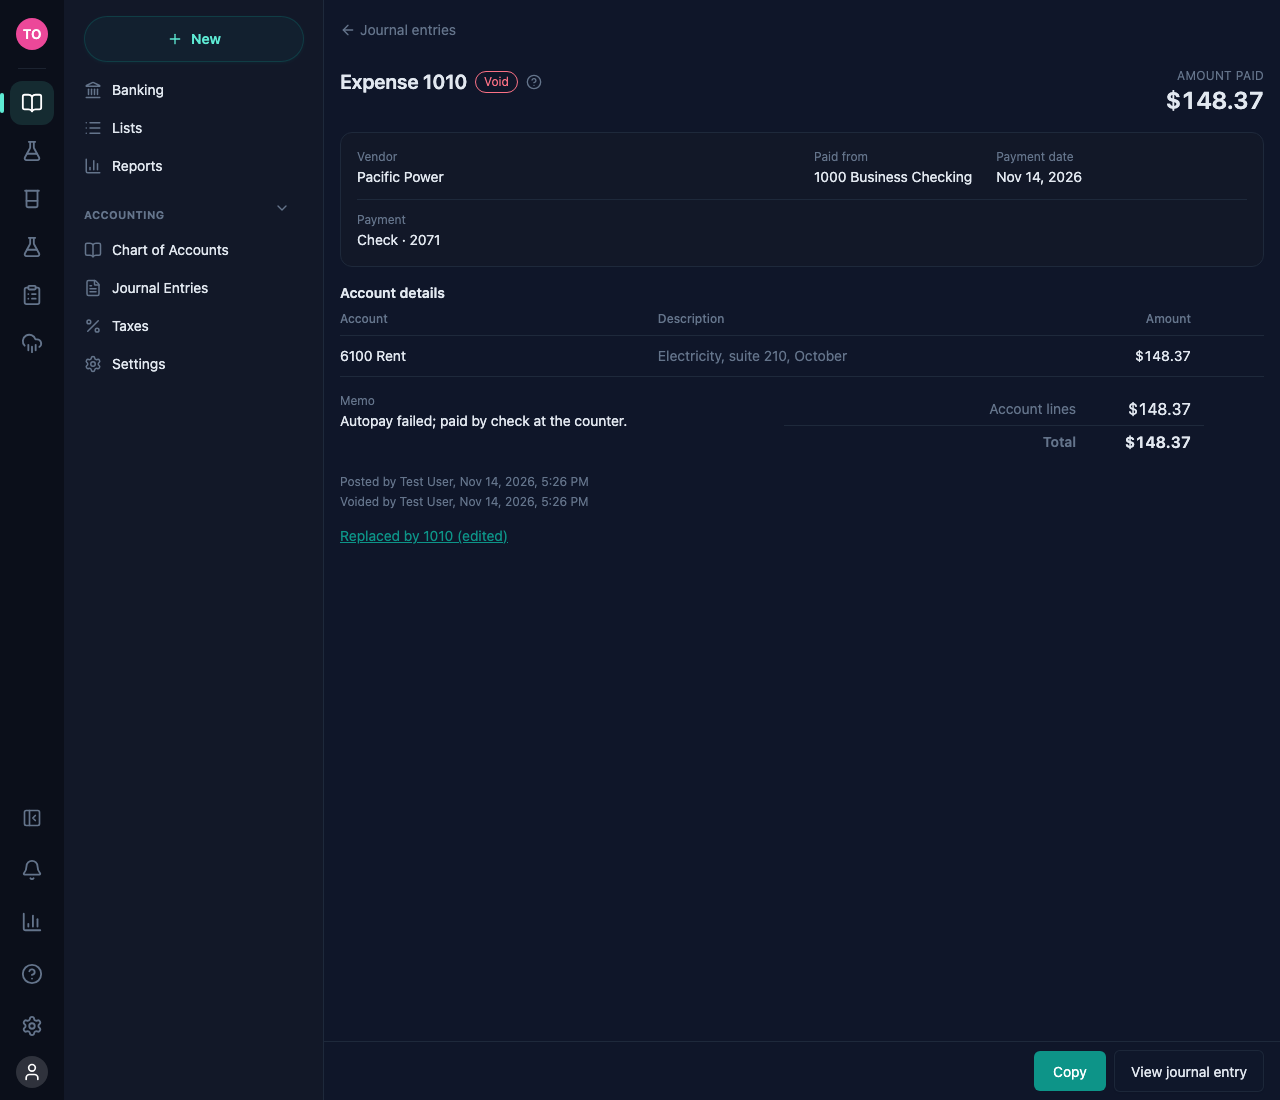 TO
+ New
Banking
Lists
Reports
ACCOUNTING
Chart of Accounts
Journal Entries
Taxes
Settings
← Journal entries
Expense 1010 Void
AMOUNT PAID
$148.37
Vendor
Pacific Power
Paid from
1000 Business Checking
Payment date
Nov 14, 2026
Payment
Check · 2071
Account details
Account Description Amount
6100 Rent Electricity, suite 210, October $148.37
Memo
Autopay failed; paid by check at the counter.
Account lines $148.37
Total $148.37
Posted by Test User, Nov 14, 2026, 5:26 PM
Voided by Test User, Nov 14, 2026, 5:26 PM
Replaced by 1010 (edited)
Copy
View journal entry